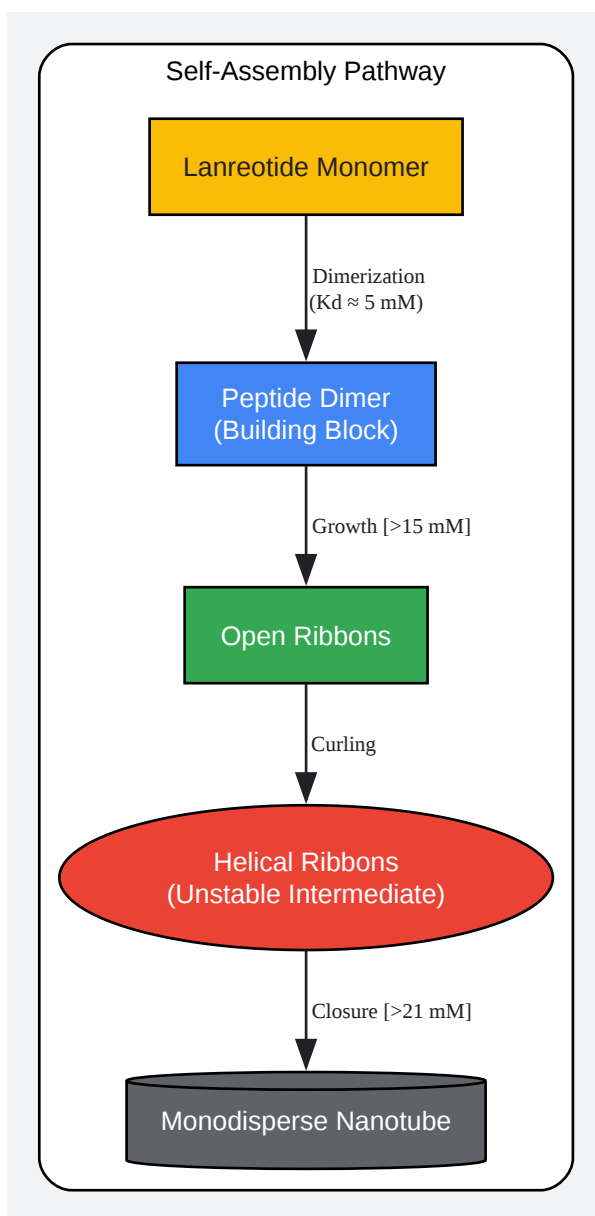 Self-Assembly Pathway
Lanreotide Monomer
Dimerization
(Kd ≈ 5 mM)
Peptide Dimer
(Building Block)
Growth [>15 mM]
Open Ribbons
Curling
Helical Ribbons
(Unstable Intermediate)
Closure [>21 mM]
Monodisperse Nanotube